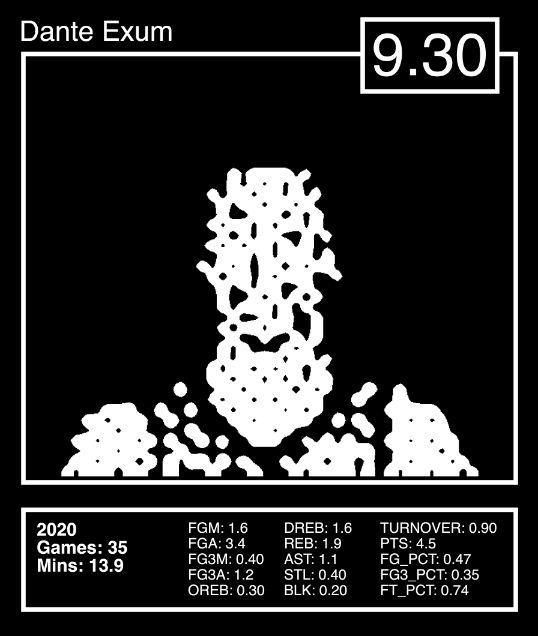 Dante Exum
9.30
2020
Games: 35
Mins: 13.9
FGM: 1.6
FGA: 3.4
FG3M: 0.40
FG3A: 1.2
OREB: 0.30
DREB: 1.6
REB: 1.9
AST: 1.1
STL: 0.40
BLK: 0.20
TURNOVER: 0.90
PTS: 4.5
FG_PCT: 0.47
FG3_PCT: 0.35
FT_PCT: 0.74